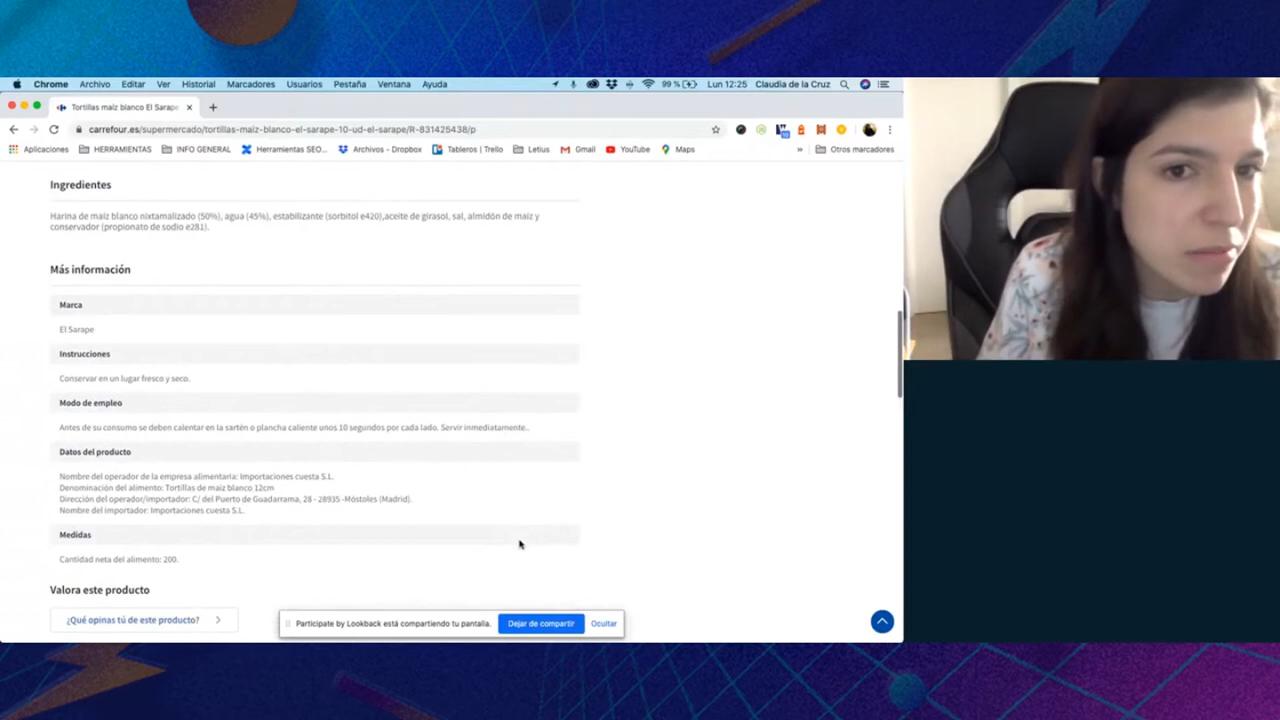 Chrome Archivo Editar Ver Historial Marcadores Usuarios Pestaña Ventana Ayuda 99 % Lun 12:25 Claudia de la Cruz
Tortillas maíz blanco El Sarape
carrefour.es/supermercado/tortillas-maiz-blanco-el-sarape-10-ud-el-sarape/R-831425438/p
Aplicaciones HERRAMIENTAS INFO GENERAL Herramientas SEO... Archivos - Dropbox Tableros | Trello Letius Gmail YouTube Maps » Otros marcadores
Ingredientes
Harina de maíz blanco nixtamalizado (50%), agua (45%), estabilizante (sorbitol e420),aceite de girasol, sal, almidón de maíz y
conservador (propionato de sodio e281).
Más información
Marca
El Sarape
Instrucciones
Conservar en un lugar fresco y seco.
Modo de empleo
Antes de su consumo se deben calentar en la sartén o plancha caliente unos 10 segundos por cada lado. Servir inmediatamente..
Datos del producto
Nombre del operador de la empresa alimentaria: Importaciones cuesta S.L.
Denominación del alimento: Tortillas de maíz blanco 12cm
Dirección del operador/importador: C/ del Puerto de Guadarrama, 28 - 28935 -Móstoles (Madrid).
Nombre del importador: Importaciones cuesta S.L.
Medidas
Cantidad neta del alimento: 200.
Valora este producto
¿Qué opinas tú de este producto?
Participate by Lookback está compartiendo tu pantalla. Dejar de compartir Ocultar